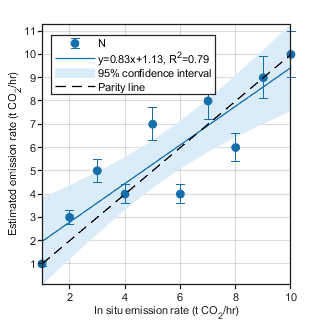 11
10
9
8
7
6
5
4
3
2
1
Estimated emission rate (t CO₂/hr)
N
y=0.83x+1.13, R²=0.79
95% confidence interval
Parity line
2 4 6 8 10
In situ emission rate (t CO₂/hr)